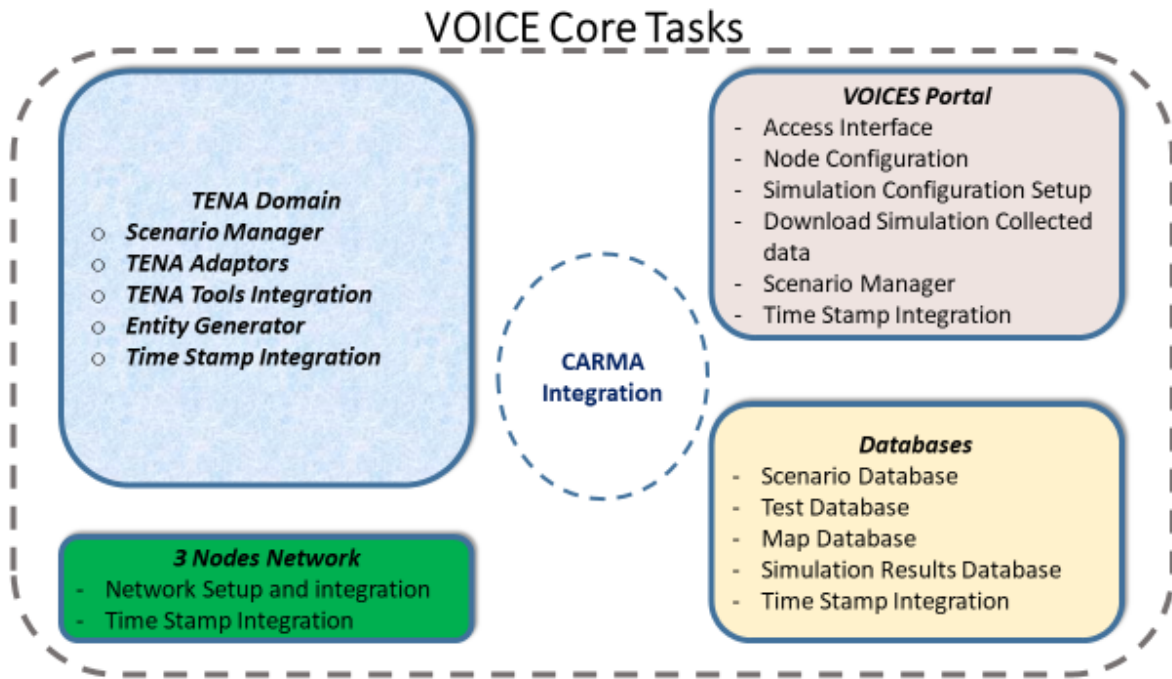 VOICE Core Tasks
TENA Domain
○ Scenario Manager
○ TENA Adaptors
○ TENA Tools Integration
○ Entity Generator
○ Time Stamp Integration
3 Nodes Network
- Network Setup and integration
- Time Stamp Integration
CARMA
Integration
VOICES Portal
- Access Interface
- Node Configuration
- Simulation Configuration Setup
- Download Simulation Collected
data
- Scenario Manager
- Time Stamp Integration
Databases
- Scenario Database
- Test Database
- Map Database
- Simulation Results Database
- Time Stamp Integration